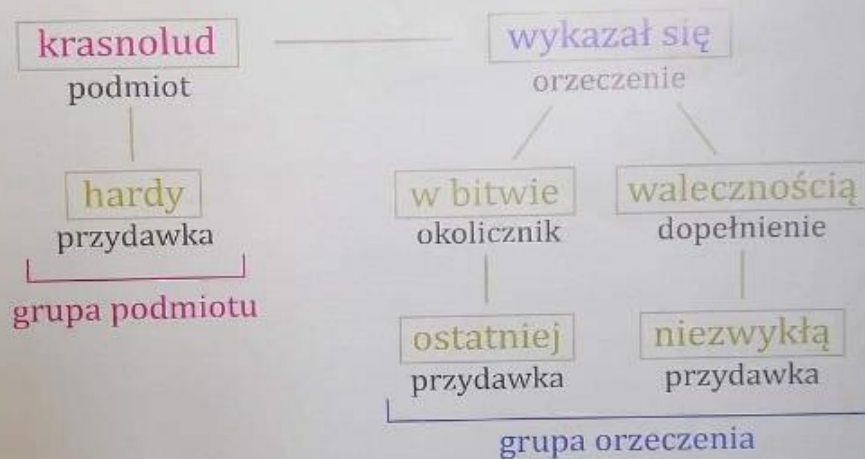 krasnolud wykazał się
podmiot orzeczenie
hardy w bitwie walecznością
przydawka okolicznik dopełnienie
grupa podmiotu
ostatniej niezwykłą
przydawka przydawka
grupa orzeczenia